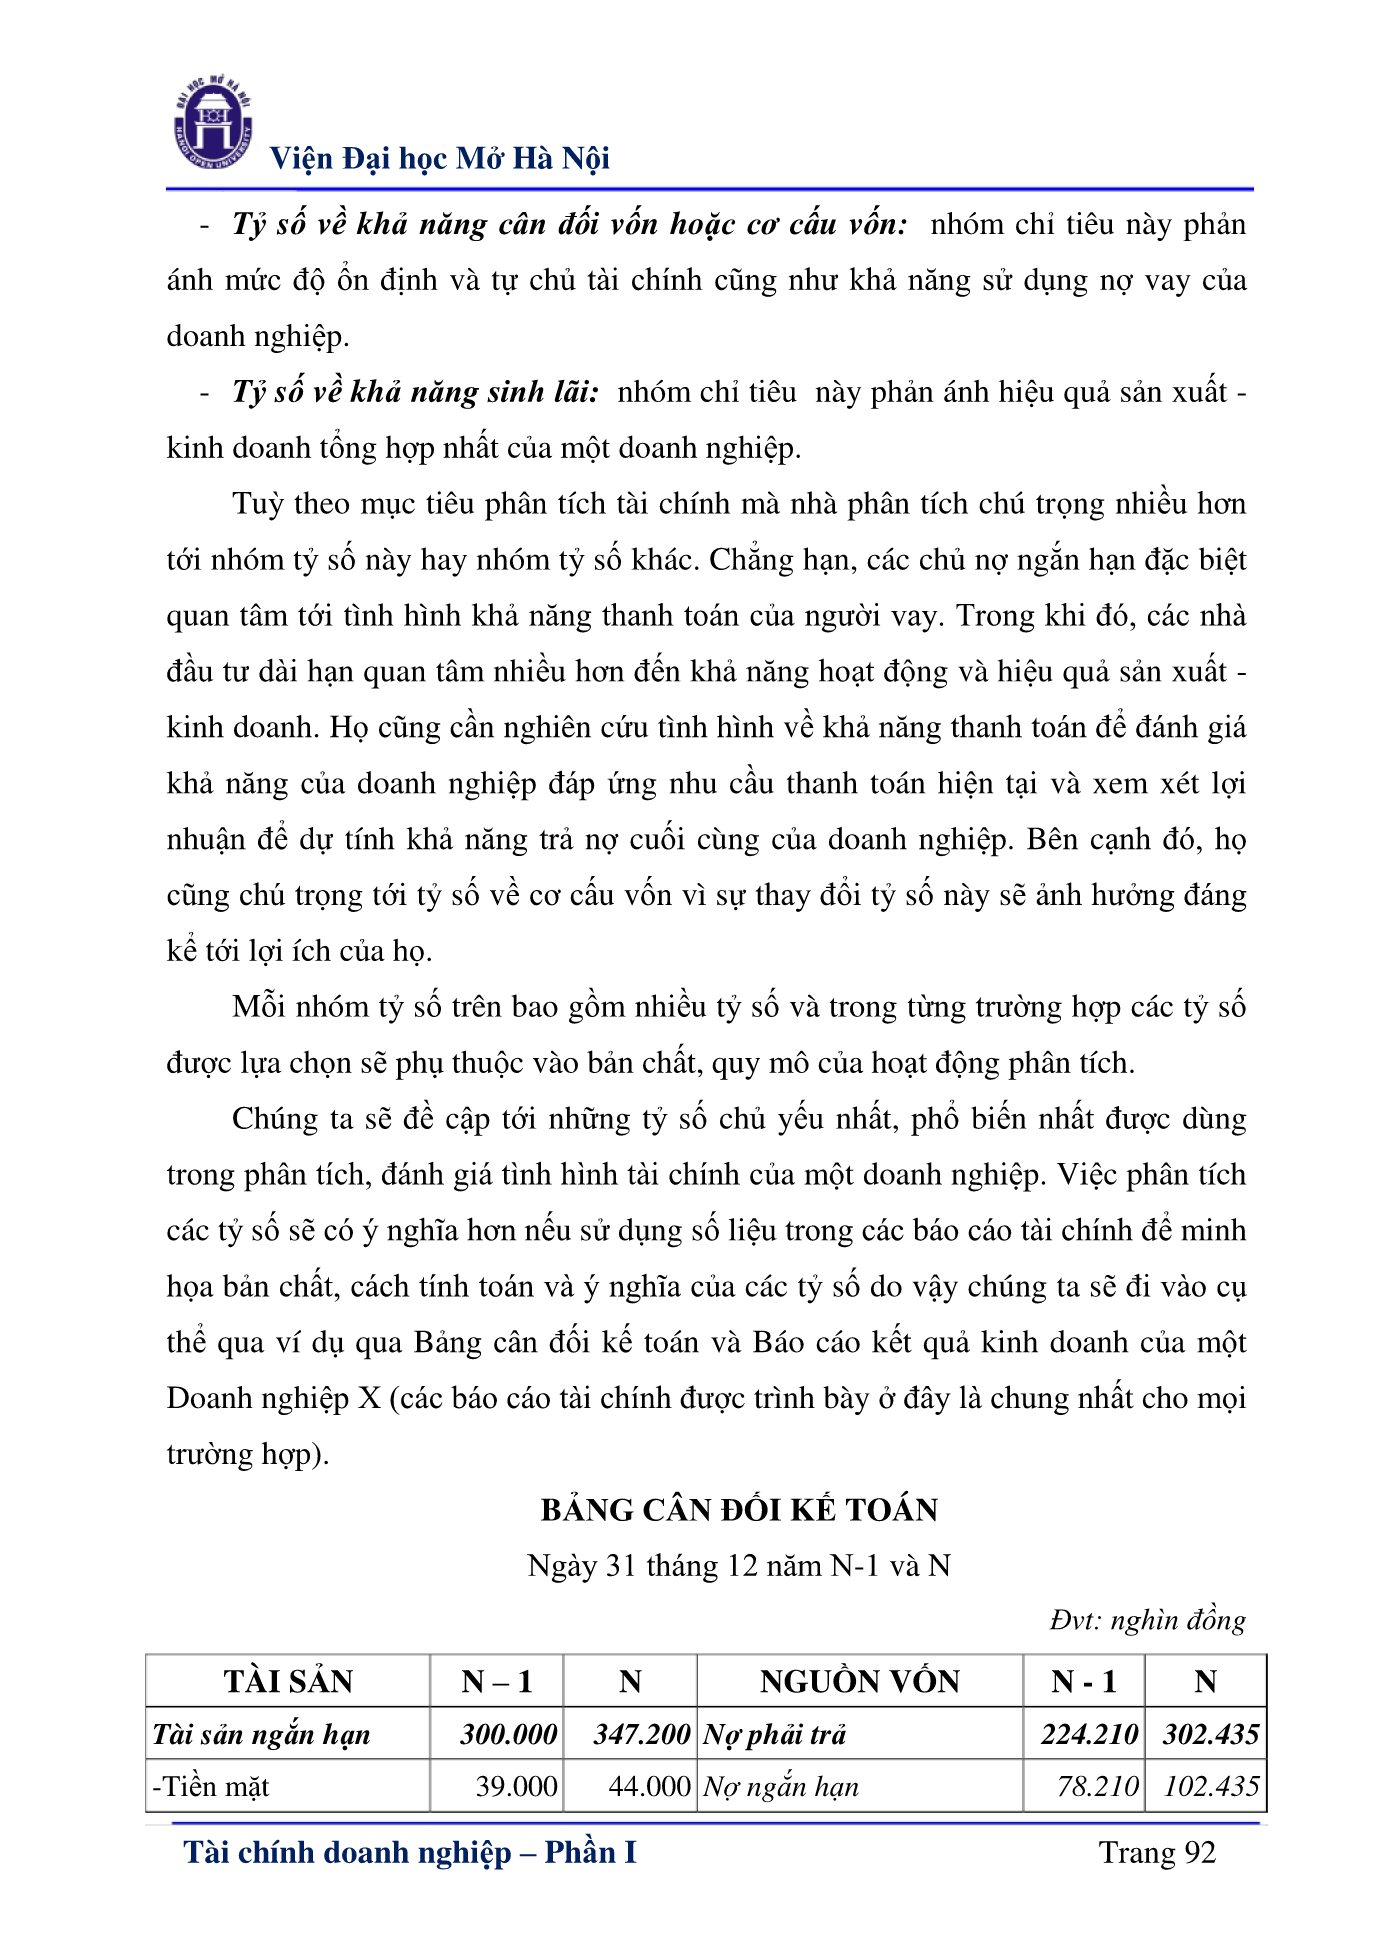 ĐẠI HỌC MỞ HÀ NỘI
HANOI OPEN UNIVERSITY
Viện Đại học Mở Hà Nội
- Tỷ số về khả năng cân đối vốn hoặc cơ cấu vốn: nhóm chỉ tiêu này phản
ánh mức độ ổn định và tự chủ tài chính cũng như khả năng sử dụng nợ vay của
doanh nghiệp.
- Tỷ số về khả năng sinh lãi: nhóm chỉ tiêu này phản ánh hiệu quả sản xuất -
kinh doanh tổng hợp nhất của một doanh nghiệp.
Tuỳ theo mục tiêu phân tích tài chính mà nhà phân tích chú trọng nhiều hơn
tới nhóm tỷ số này hay nhóm tỷ số khác. Chẳng hạn, các chủ nợ ngắn hạn đặc biệt
quan tâm tới tình hình khả năng thanh toán của người vay. Trong khi đó, các nhà
đầu tư dài hạn quan tâm nhiều hơn đến khả năng hoạt động và hiệu quả sản xuất -
kinh doanh. Họ cũng cần nghiên cứu tình hình về khả năng thanh toán để đánh giá
khả năng của doanh nghiệp đáp ứng nhu cầu thanh toán hiện tại và xem xét lợi
nhuận để dự tính khả năng trả nợ cuối cùng của doanh nghiệp. Bên cạnh đó, họ
cũng chú trọng tới tỷ số về cơ cấu vốn vì sự thay đổi tỷ số này sẽ ảnh hưởng đáng
kể tới lợi ích của họ.
Mỗi nhóm tỷ số trên bao gồm nhiều tỷ số và trong từng trường hợp các tỷ số
được lựa chọn sẽ phụ thuộc vào bản chất, quy mô của hoạt động phân tích.
Chúng ta sẽ đề cập tới những tỷ số chủ yếu nhất, phổ biến nhất được dùng
trong phân tích, đánh giá tình hình tài chính của một doanh nghiệp. Việc phân tích
các tỷ số sẽ có ý nghĩa hơn nếu sử dụng số liệu trong các báo cáo tài chính để minh
họa bản chất, cách tính toán và ý nghĩa của các tỷ số do vậy chúng ta sẽ đi vào cụ
thể qua ví dụ qua Bảng cân đối kế toán và Báo cáo kết quả kinh doanh của một
Doanh nghiệp X (các báo cáo tài chính được trình bày ở đây là chung nhất cho mọi
trường hợp).
BẢNG CÂN ĐỐI KẾ TOÁN
Ngày 31 tháng 12 năm N-1 và N
Đvt: nghìn đồng
TÀI SẢN N – 1 N NGUỒN VỐN N - 1 N
Tài sản ngắn hạn 300.000 347.200 Nợ phải trả 224.210 302.435
-Tiền mặt 39.000 44.000 Nợ ngắn hạn 78.210 102.435
Tài chính doanh nghiệp – Phần I Trang 92